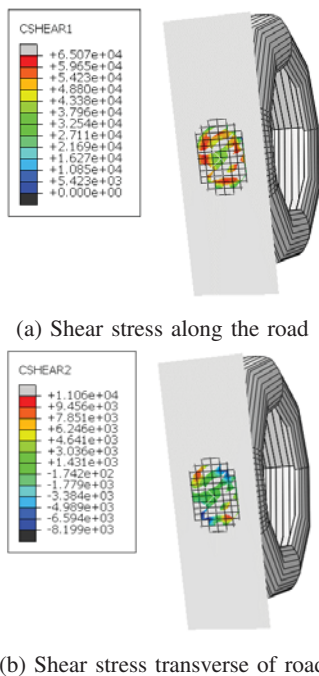 CSHEAR1
+6.507e+04
+5.965e+04
+5.423e+04
+4.880e+04
+4.338e+04
+3.796e+04
+3.254e+04
+2.711e+04
+2.169e+04
+1.627e+04
+1.085e+04
+5.423e+03
+0.000e+00
(a) Shear stress along the road
CSHEAR2
+1.106e+04
+9.456e+03
+7.851e+03
+6.246e+03
+4.641e+03
+3.036e+03
+1.431e+03
-1.742e+02
-1.779e+03
-3.384e+03
-4.989e+03
-6.594e+03
-8.199e+03
(b) Shear stress transverse of road